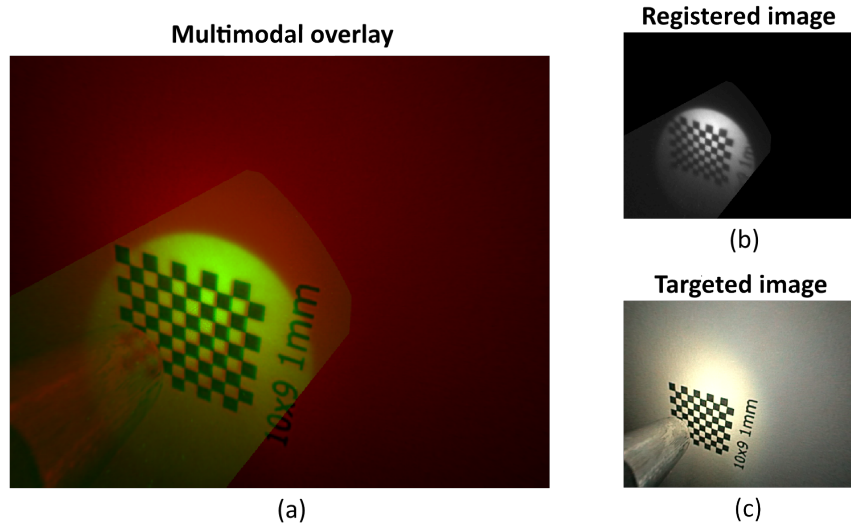 Multimodal overlay
10x9 1mm
(a)
Registered image
(b)
Targeted image
10x9 1mm
(c)